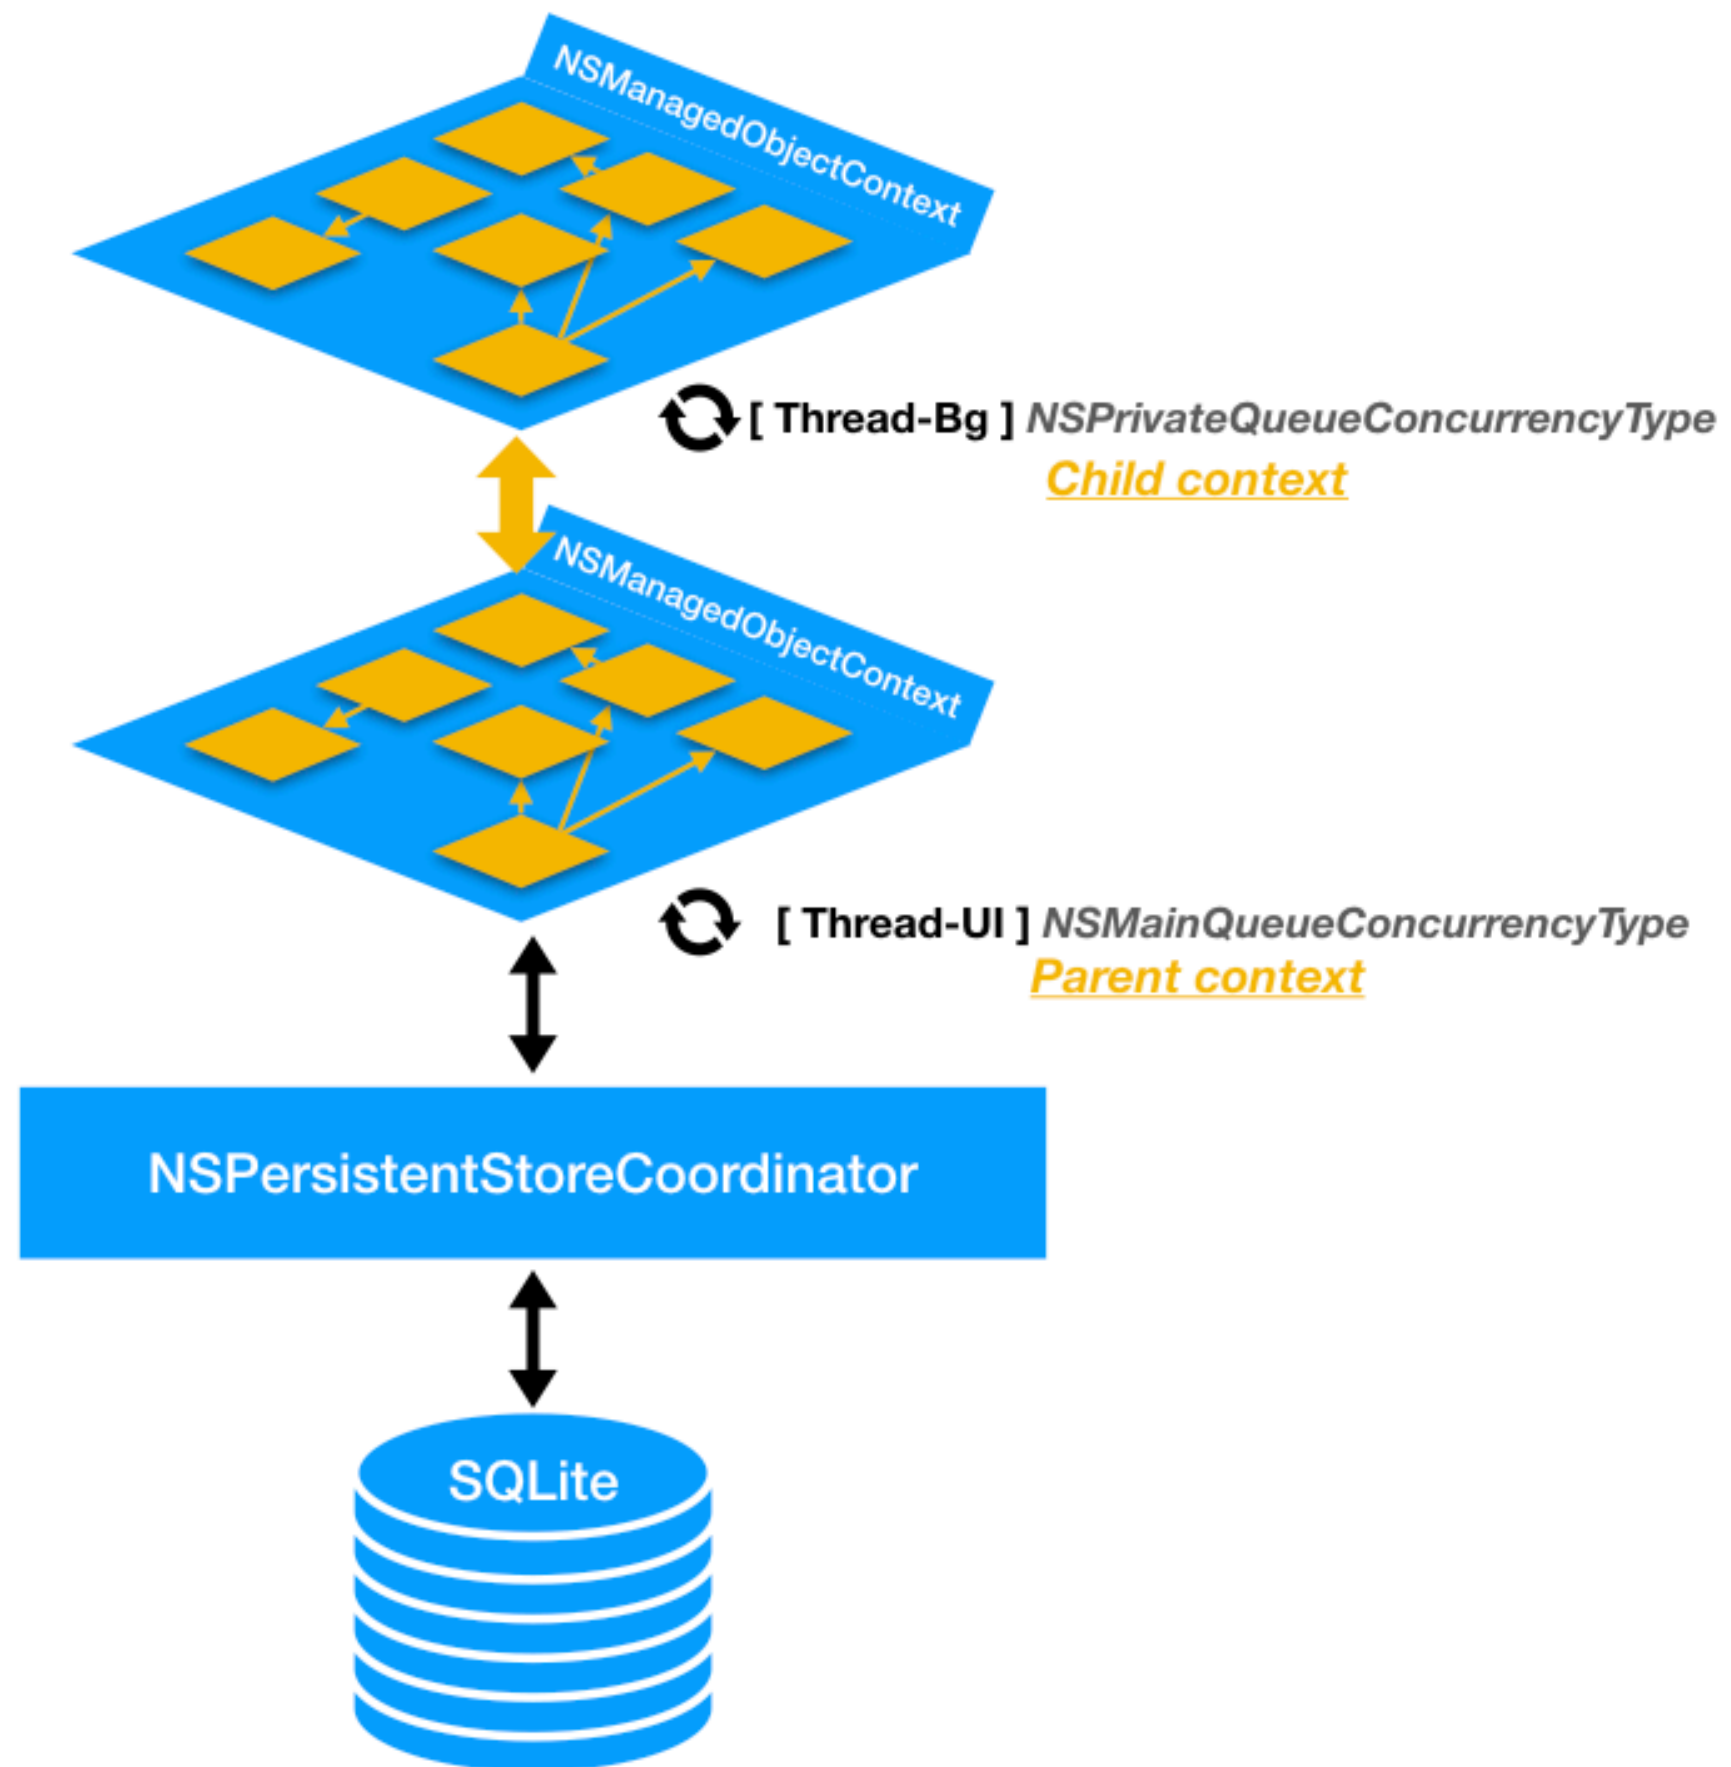 NSManagedObjectContext
[ Thread-Bg ] NSPrivateQueueConcurrencyType
Child context
NSManagedObjectContext
[ Thread-UI ] NSMainQueueConcurrencyType
Parent context
NSPersistentStoreCoordinator
SQLite